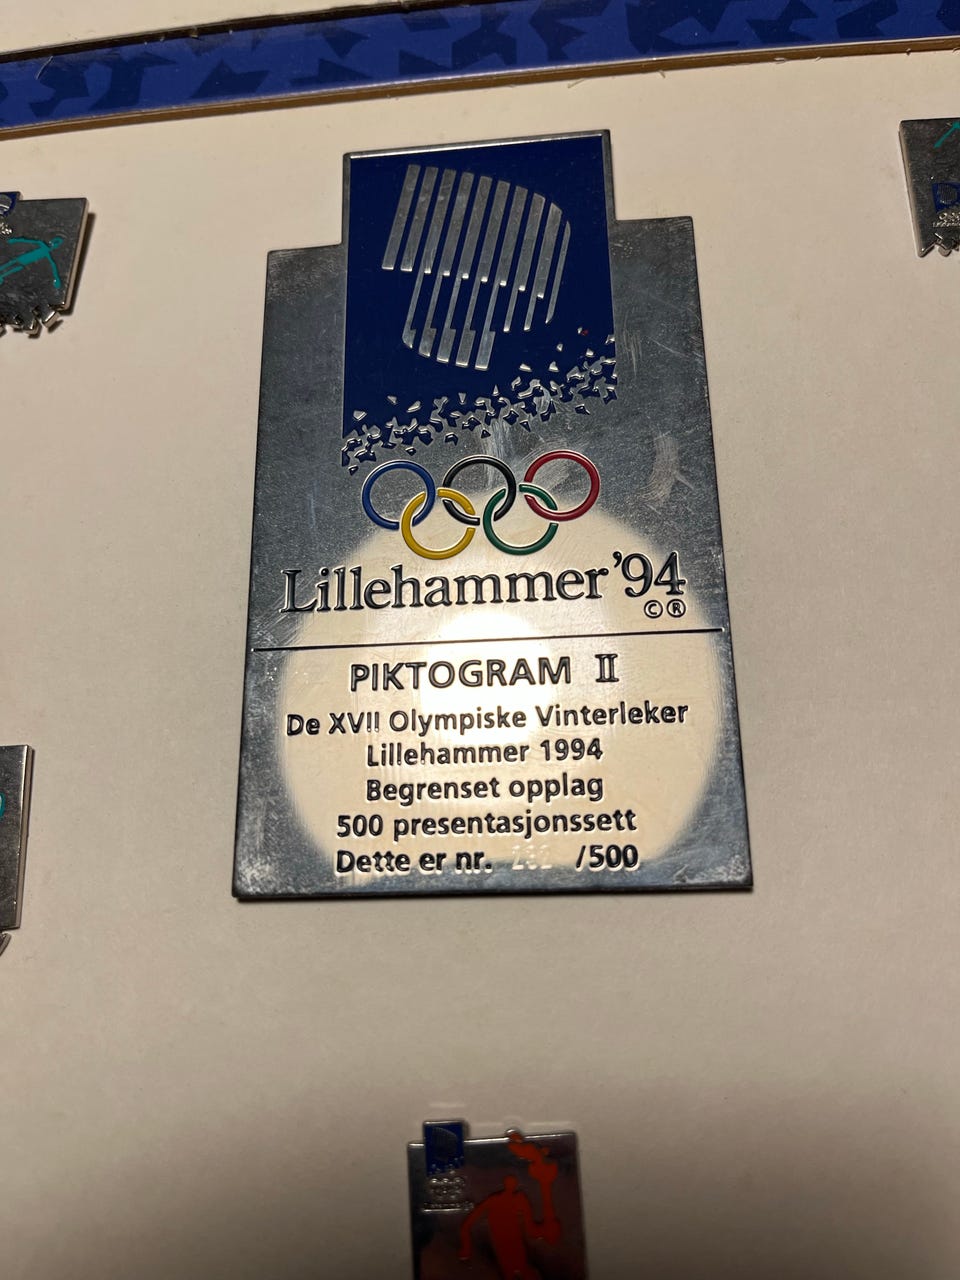 Lillehammer '94
©®
PIKTOGRAM II
De XVII Olympiske Vinterleker
Lillehammer 1994
Begrenset opplag
500 presentasjonssett
Dette er nr. /500